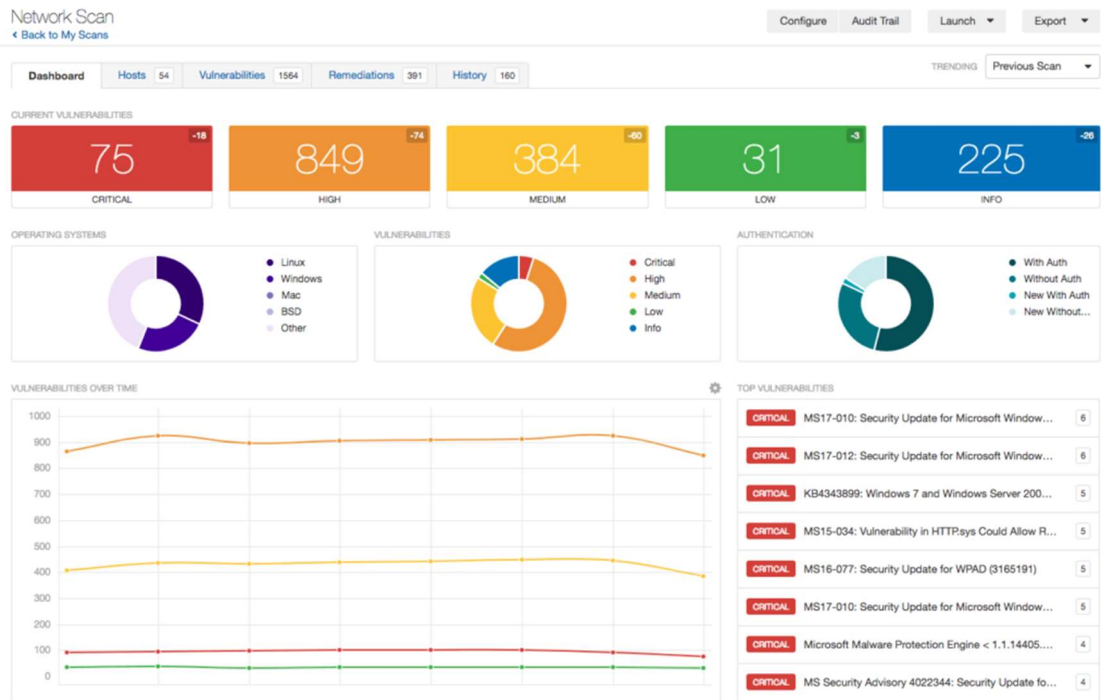 Network Scan
Back to My Scans
Configure
Audit Trail
Launch
Export
Dashboard
Hosts 54
Vulnerabilities 1564
Remediations 391
History 160
TRENDING
Previous Scan
CURRENT VULNERABILITIES
-18
75
CRITICAL
-74
849
HIGH
-60
384
MEDIUM
-3
31
LOW
-26
225
INFO
OPERATING SYSTEMS
Linux
Windows
Mac
BSD
Other
VULNERABILITIES
Critical
High
Medium
Low
Info
AUTHENTICATION
With Auth
Without Auth
New With Auth
New Without...
VULNERABILITIES OVER TIME
1000
900
800
700
600
500
400
300
200
100
0
TOP VULNERABILITIES
CRITICAL MS17-010: Security Update for Microsoft Window... 6
CRITICAL MS17-012: Security Update for Microsoft Window... 6
CRITICAL KB4343899: Windows 7 and Windows Server 200... 5
CRITICAL MS15-034: Vulnerability in HTTP.sys Could Allow R... 5
CRITICAL MS16-077: Security Update for WPAD (3165191) 5
CRITICAL MS17-010: Security Update for Microsoft Window... 5
CRITICAL Microsoft Malware Protection Engine < 1.1.14405.... 4
CRITICAL MS Security Advisory 4022344: Security Update fo... 4